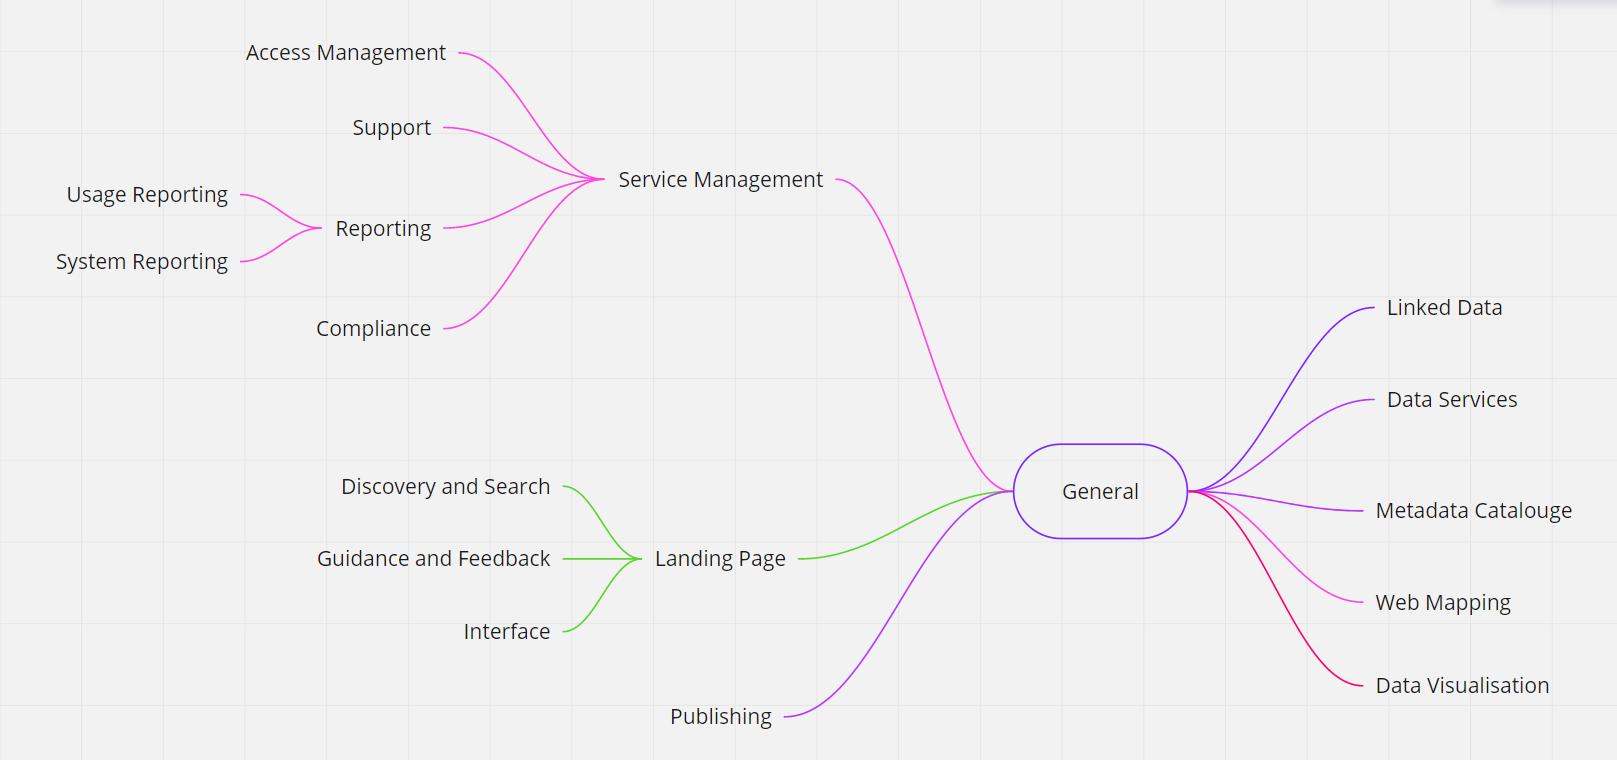 Access Management
Support
Service Management
Usage Reporting
Reporting
System Reporting
Compliance
Linked Data
Data Services
General
Discovery and Search
Metadata Catalouge
Guidance and Feedback
Landing Page
Web Mapping
Interface
Data Visualisation
Publishing